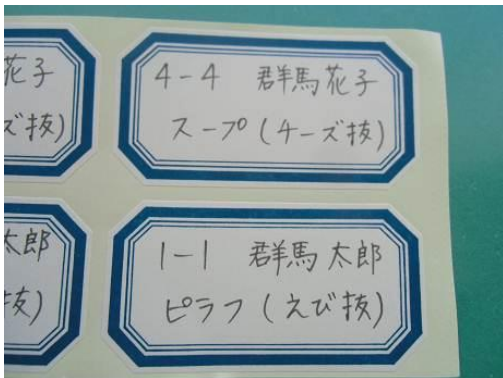 花子
ズ抜)
4-4 群馬花子
スープ(チーズ抜)
太郎
抜)
1-1 群馬太郎
ピラフ(えび抜)